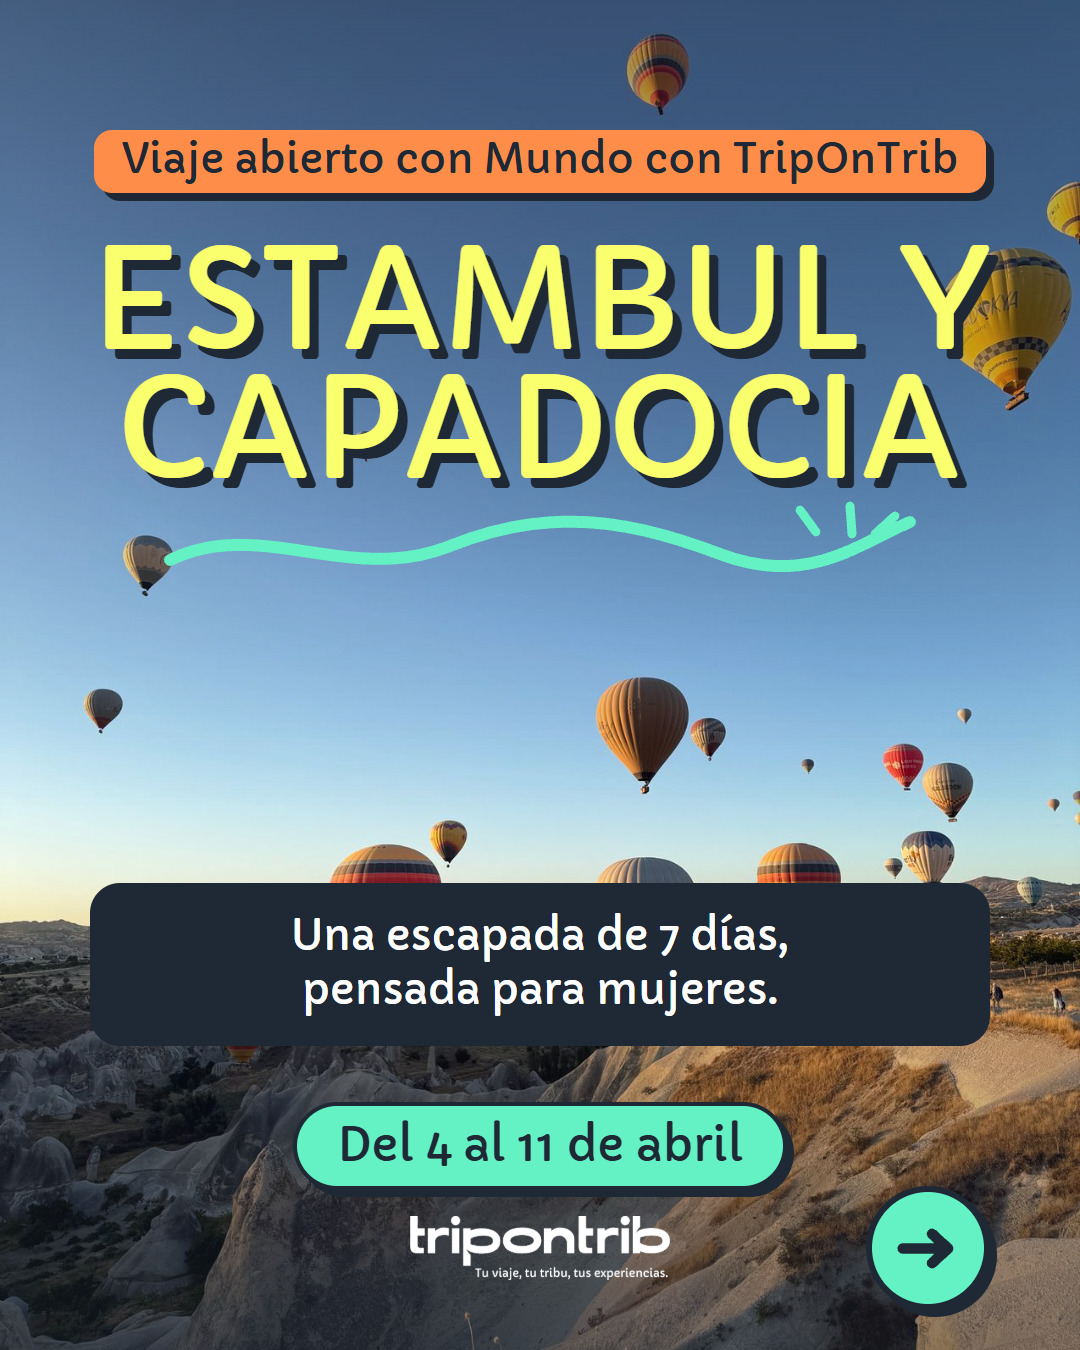 Viaje abierto con Mundo con TripOnTrib
ESTAMBUL Y
CAPADOCIA
Una escapada de 7 días,
pensada para mujeres.
Del 4 al 11 de abril
tripontrib
Tu viaje, tu tribu, tus experiencias.